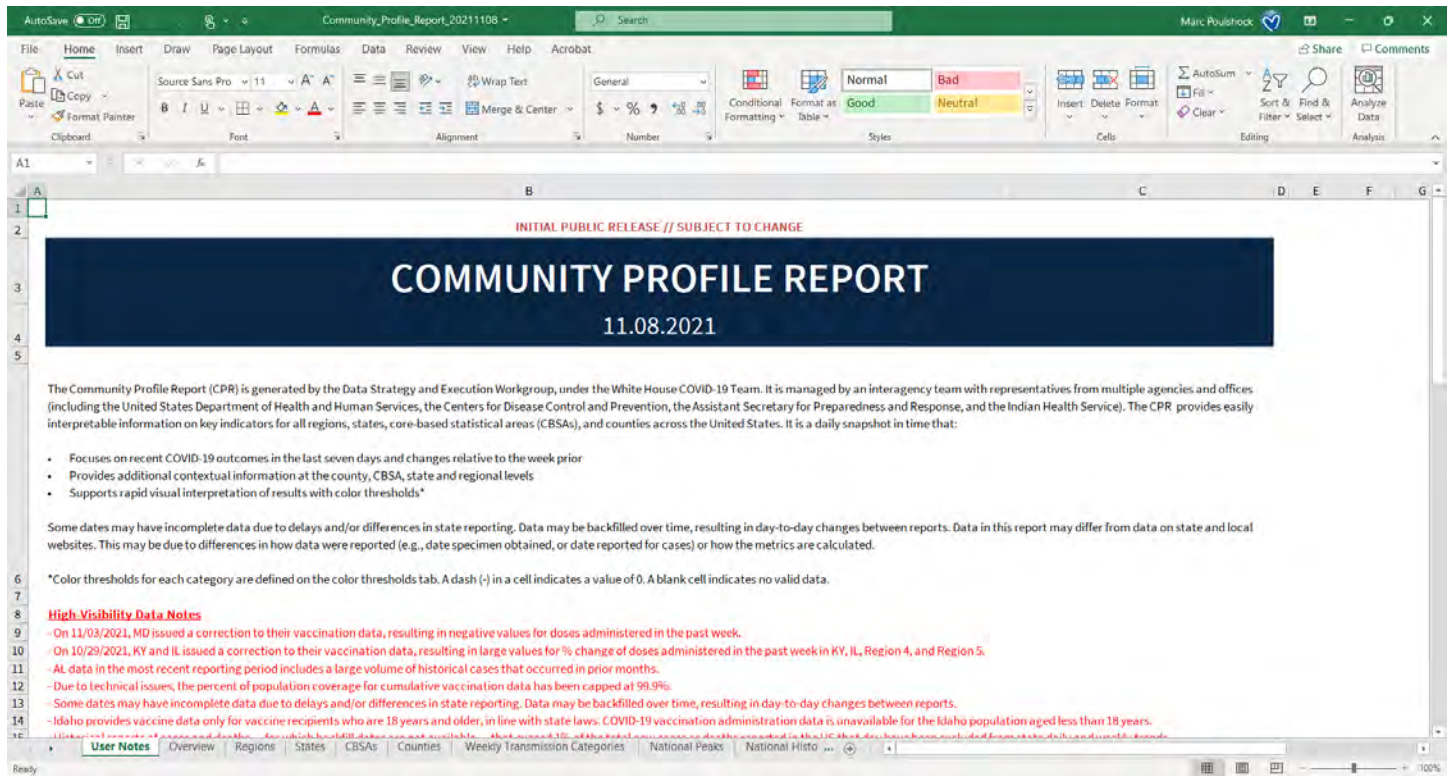 AutoSave Off Community_Profile_Report_20211108 Search Marc Poulshock
File Home Insert Draw Page Layout Formulas Data Review View Help Acrobat Share Comments
Paste Cut Copy Format Painter
Source Sans Pro 11 A A
B I U A
Wrap Text
Merge & Center
General
$ % 9
Conditional Formatting Format as Table
Normal Bad
Good Neutral
Insert Delete Format
AutoSum
Fill
Clear
Sort & Filter Find & Select
Analyze Data
Clipboard Font Alignment Number Styles Cells Editing Analysis
A1 fx
A B C D E F G
1
2 INITIAL PUBLIC RELEASE // SUBJECT TO CHANGE
3 COMMUNITY PROFILE REPORT
4 11.08.2021
5
The Community Profile Report (CPR) is generated by the Data Strategy and Execution Workgroup, under the White House COVID-19 Team. It is managed by an interagency team with representatives from multiple agencies and offices
(including the United States Department of Health and Human Services, the Centers for Disease Control and Prevention, the Assistant Secretary for Preparedness and Response, and the Indian Health Service). The CPR provides easily
interpretable information on key indicators for all regions, states, core-based statistical areas (CBSAs), and counties across the United States. It is a daily snapshot in time that:
• Focuses on recent COVID-19 outcomes in the last seven days and changes relative to the week prior
• Provides additional contextual information at the county, CBSA, state and regional levels
• Supports rapid visual interpretation of results with color thresholds*
Some dates may have incomplete data due to delays and/or differences in state reporting. Data may be backfilled over time, resulting in day-to-day changes between reports. Data in this report may differ from data on state and local
websites. This may be due to differences in how data were reported (e.g., date specimen obtained, or date reported for cases) or how the metrics are calculated.
6 *Color thresholds for each category are defined on the color thresholds tab. A dash (-) in a cell indicates a value of 0. A blank cell indicates no valid data.
7
8 High-Visibility Data Notes
9 - On 11/03/2021, MD issued a correction to their vaccination data, resulting in negative values for doses administered in the past week.
10 - On 10/29/2021, KY and IL issued a correction to their vaccination data, resulting in large values for % change of doses administered in the past week in KY, IL, Region 4, and Region 5.
11 - AL data in the most recent reporting period includes a large volume of historical cases that occurred in prior months.
12 - Due to technical issues, the percent of population coverage for cumulative vaccination data has been capped at 99.9%.
13 - Some dates may have incomplete data due to delays and/or differences in state reporting. Data may be backfilled over time, resulting in day-to-day changes between reports.
14 - Idaho provides vaccine data only for vaccine recipients who are 18 years and older, in line with state laws. COVID-19 vaccination administration data is unavailable for the Idaho population aged less than 18 years.
User Notes Overview Regions States CBSAs Counties Weekly Transmission Categories National Peaks National Histo ...
Ready 100%